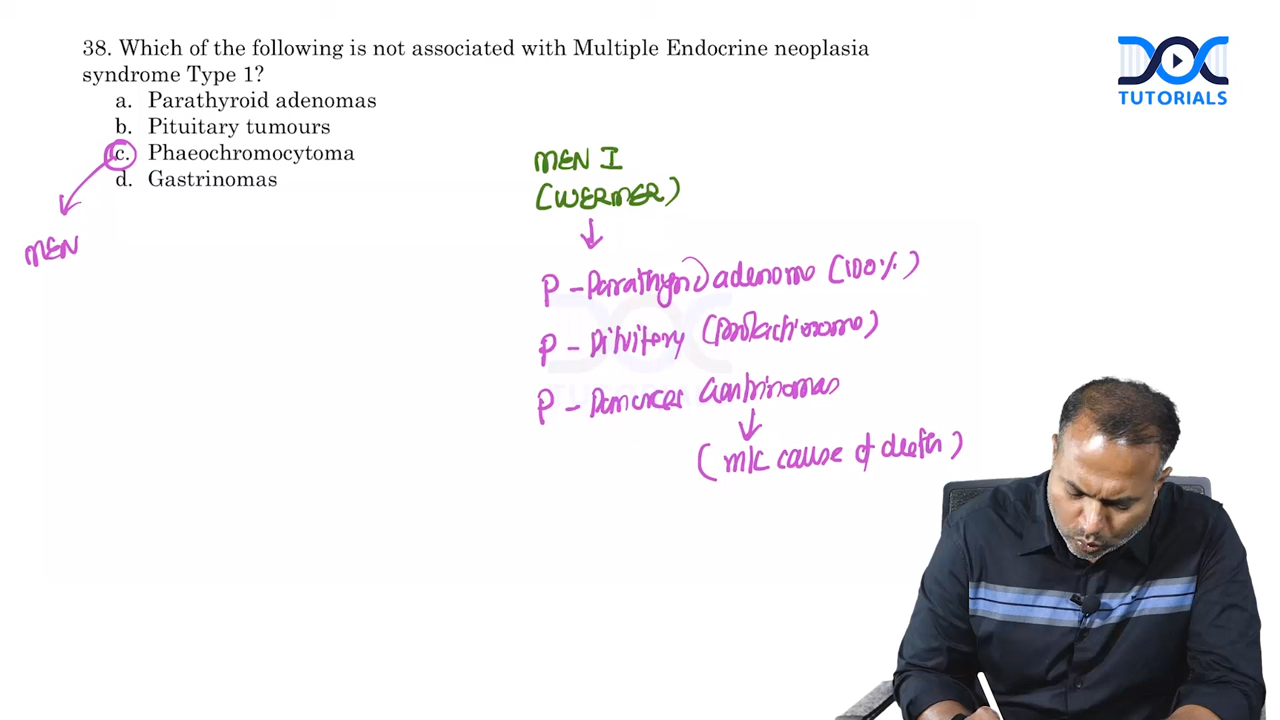 38. Which of the following is not associated with Multiple Endocrine neoplasia
syndrome Type 1?
a. Parathyroid adenomas
b. Pituitary tumours
c. Phaeochromocytoma
d. Gastrinomas
TUTORIALS
MEN
MEN I
(WERMER)
P - Parathyroid adenoma (100%)
P - Pituitary (Prolactinoma)
P - Pancreas Gastrinomas
(m/c cause of death)